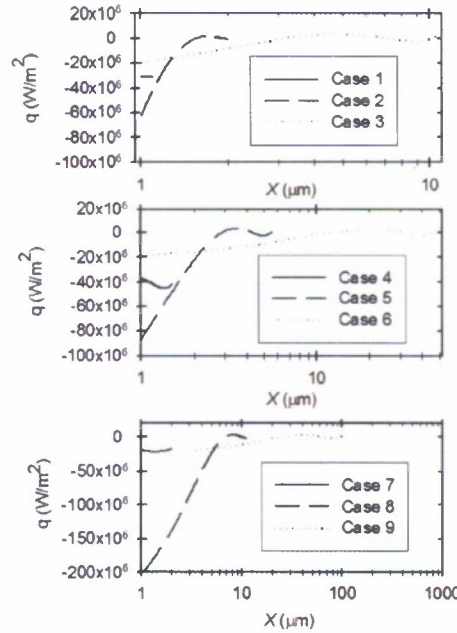 20x10⁶
0
-20x10⁶
-40x10⁶
-60x10⁶
-80x10⁶
-100x10⁶
q (W/m²)
Case 1
Case 2
Case 3
1
10
X (μm)
20x10⁶
0
-20x10⁶
-40x10⁶
-60x10⁶
-80x10⁶
-100x10⁶
q (W/m²)
Case 4
Case 5
Case 6
1
10
X (μm)
0
-50x10⁶
-100x10⁶
-150x10⁶
-200x10⁶
q (W/m²)
Case 7
Case 8
Case 9
1
10
100
1000
X (μm)